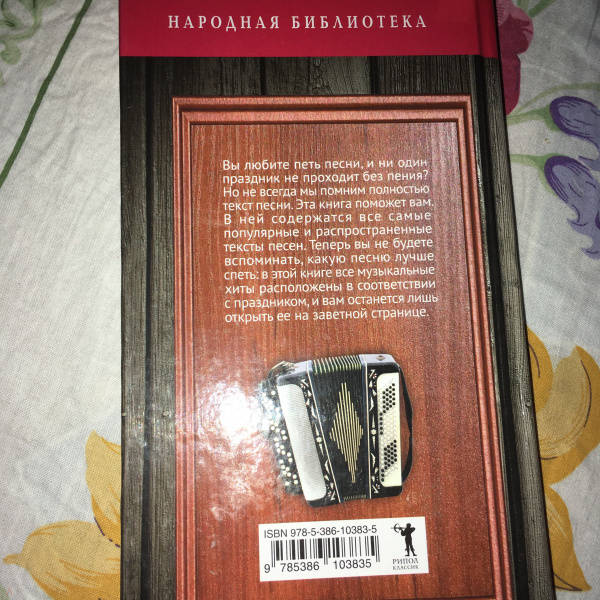 НАРОДНАЯ БИБЛИОТЕКА
Вы любите петь песни, и ни один
праздник не проходит без пения?
Но не всегда мы помним полностью
текст песни. Эта книга поможет вам.
В ней содержатся все самые
популярные и распространенные
тексты песен. Теперь вы не будете
вспоминать, какую песню лучше
спеть: в этой книге все музыкальные
хиты расположены в соответствии
с праздником, и вам останется лишь
открыть ее на заветной странице.
ISBN 978-5-386-10383-5
9 785386 103835
РИПОЛ
КЛАССИК